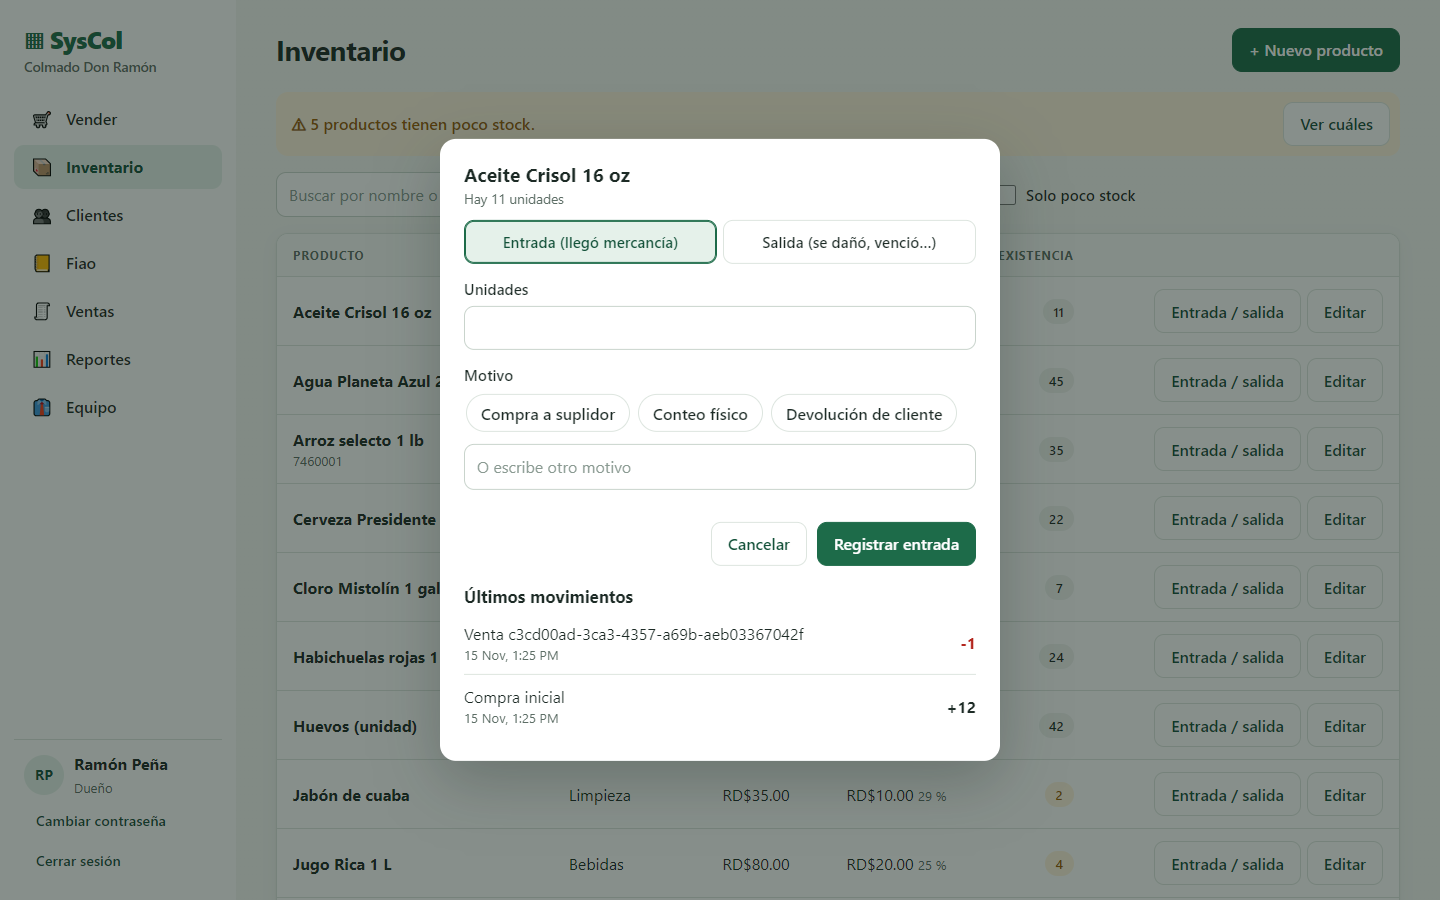 SysCol
Colmado Don Ramón
Vender
Inventario
Clientes
Fiao
Ventas
Reportes
Equipo
RP
Ramón Peña
Dueño
Cambiar contraseña
Cerrar sesión
Inventario
+ Nuevo producto
⚠ 5 productos tienen poco stock.
Ver cuáles
Buscar por nombre o
Solo poco stock
PRODUCTO
EXISTENCIA
Aceite Crisol 16 oz
11
Entrada / salida
Editar
Agua Planeta Azul
45
Entrada / salida
Editar
Arroz selecto 1 lb
7460001
35
Entrada / salida
Editar
Cerveza Presidente
22
Entrada / salida
Editar
Cloro Mistolín 1 gal
7
Entrada / salida
Editar
Habichuelas rojas 1
24
Entrada / salida
Editar
Huevos (unidad)
42
Entrada / salida
Editar
Jabón de cuaba
Limpieza
RD$35.00
RD$10.00 29 %
2
Entrada / salida
Editar
Jugo Rica 1 L
Bebidas
RD$80.00
RD$20.00 25 %
4
Entrada / salida
Editar
Aceite Crisol 16 oz
Hay 11 unidades
Entrada (llegó mercancía)
Salida (se dañó, venció...)
Unidades
Motivo
Compra a suplidor
Conteo físico
Devolución de cliente
O escribe otro motivo
Cancelar
Registrar entrada
Últimos movimientos
Venta c3cd00ad-3ca3-4357-a69b-aeb03367042f
15 Nov, 1:25 PM
-1
Compra inicial
15 Nov, 1:25 PM
+12